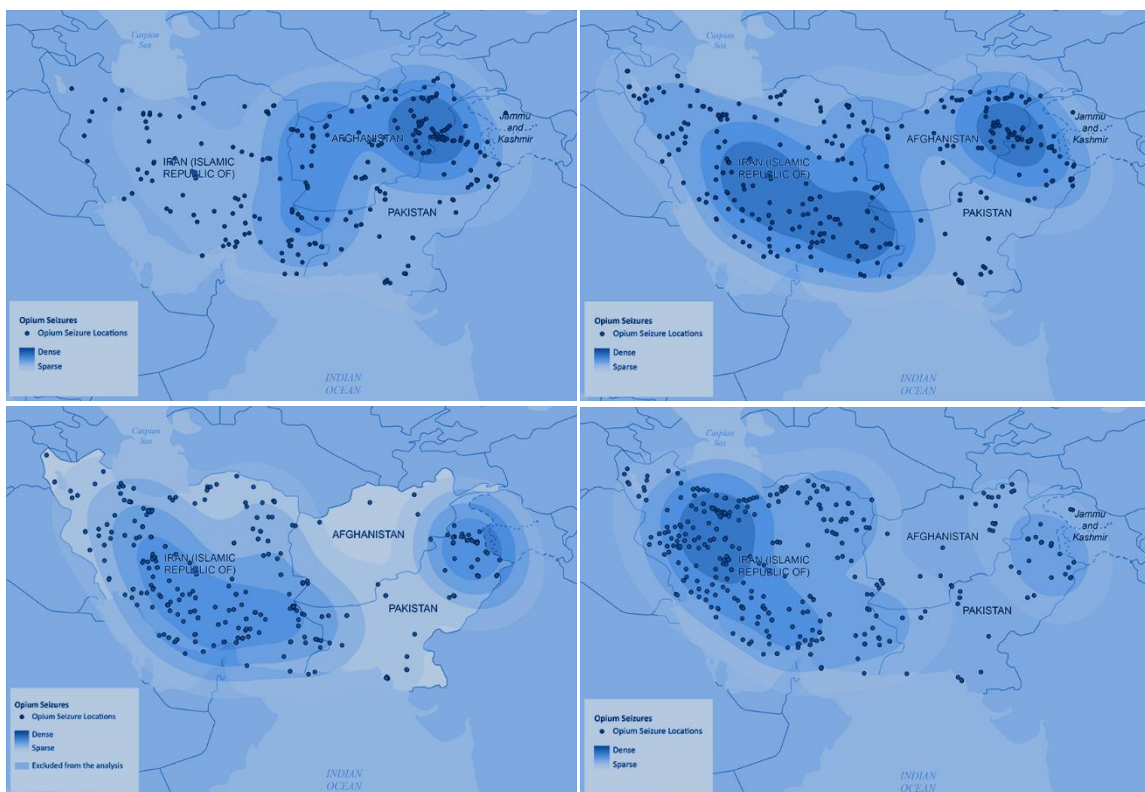 Caspian
Sea
Jammu
and
Kashmir
AFGHANISTAN
IRAN (ISLAMIC
REPUBLIC OF)
PAKISTAN
Opium Seizures
Opium Seizure Locations
Dense
Sparse
INDIAN
OCEAN
Caspian
Sea
Jammu
and
Kashmir
AFGHANISTAN
IRAN (ISLAMIC
REPUBLIC OF)
PAKISTAN
Opium Seizures
Opium Seizure Locations
Dense
Sparse
INDIAN
OCEAN
Caspian
Sea
AFGHANISTAN
IRAN (ISLAMIC
REPUBLIC OF)
PAKISTAN
Opium Seizures
Opium Seizure Locations
Dense
Sparse
Excluded from the analysis
INDIAN
OCEAN
Caspian
Sea
Jammu
and
Kashmir
AFGHANISTAN
IRAN (ISLAMIC
REPUBLIC OF)
PAKISTAN
Opium Seizures
Opium Seizure Locations
Dense
Sparse
INDIAN
OCEAN